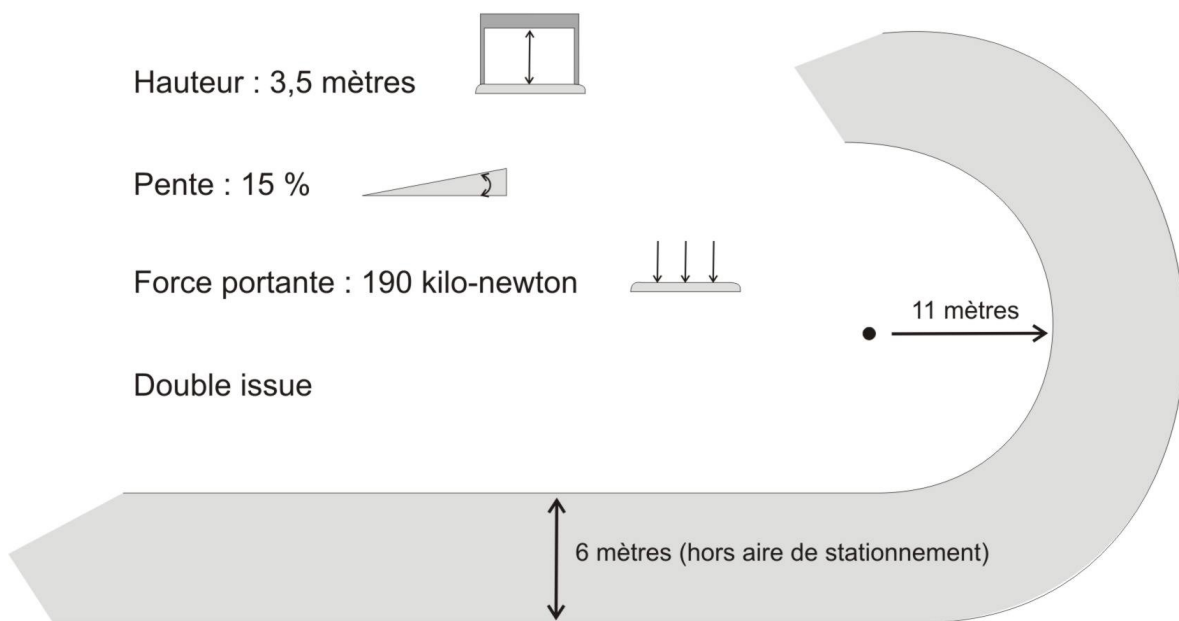 Hauteur : 3,5 mètres
Pente : 15 %
Force portante : 190 kilo-newton
11 mètres
Double issue
6 mètres (hors aire de stationnement)